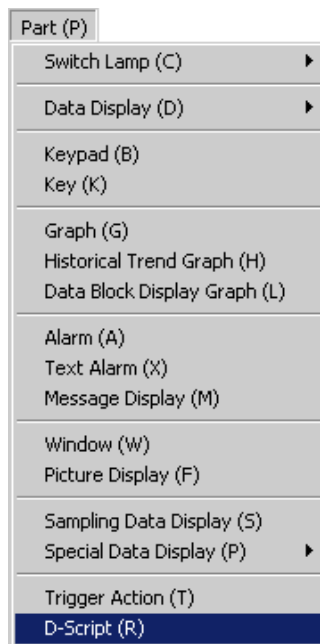 Part (P)
Switch Lamp (C)
Data Display (D)
Keypad (B)
Key (K)
Graph (G)
Historical Trend Graph (H)
Data Block Display Graph (L)
Alarm (A)
Text Alarm (X)
Message Display (M)
Window (W)
Picture Display (F)
Sampling Data Display (S)
Special Data Display (P)
Trigger Action (T)
D-Script (R)